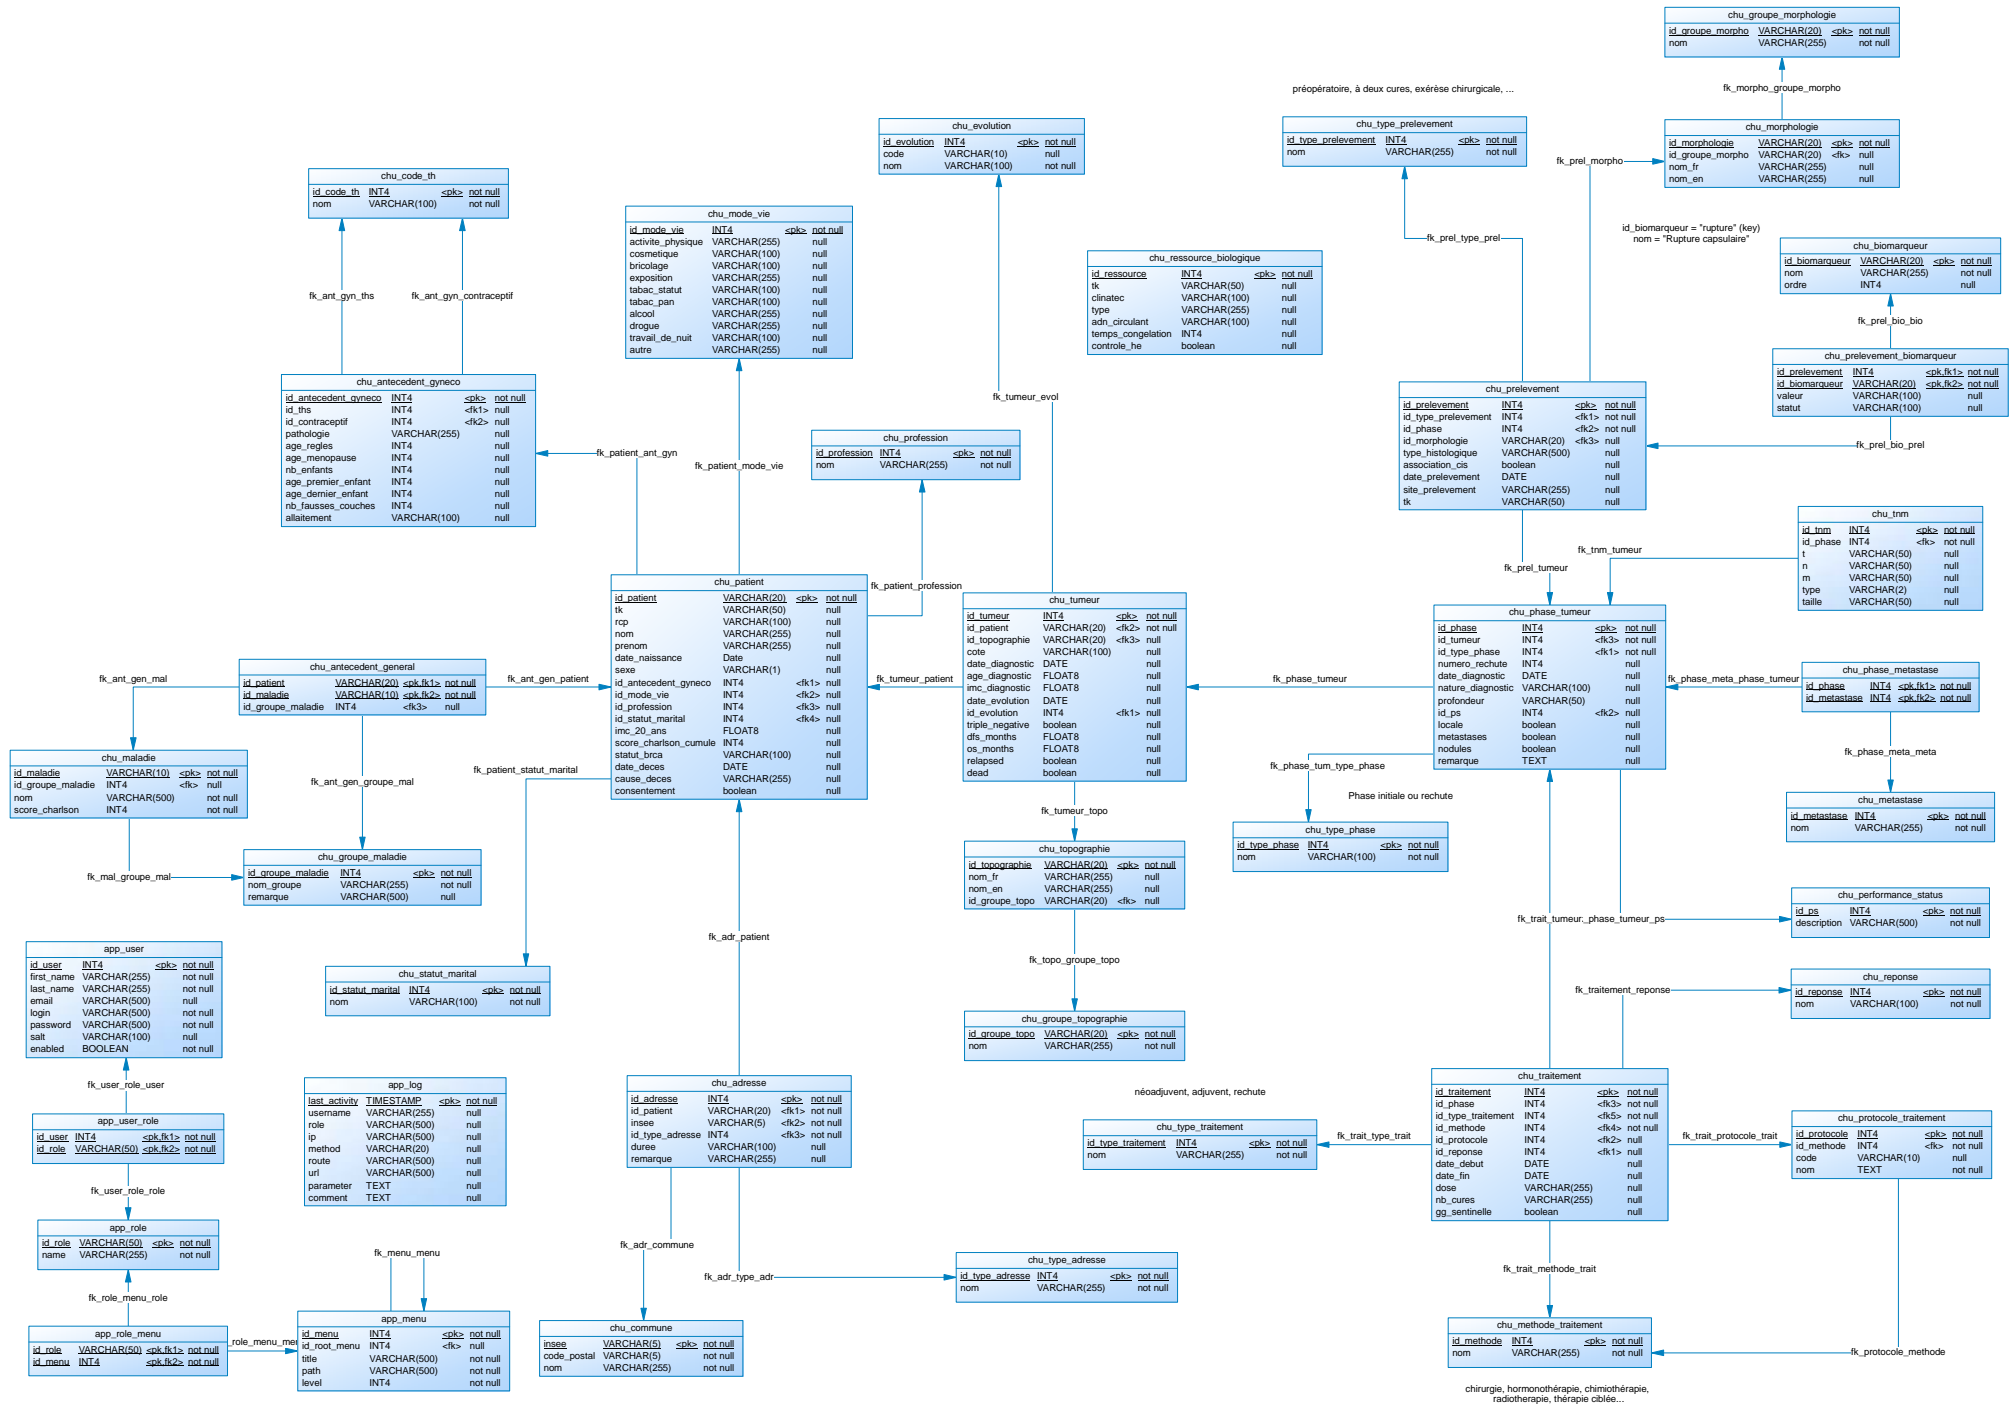 chu_groupe_morphologie
id_groupe_morpho VARCHAR(20) <pk> not null
nom VARCHAR(255) not null
fk_morpho_groupe_morpho
préopératoire, à deux cures, exérèse chirurgicale, ...
chu_evolution
id_evolution INT4 <pk> not null
code VARCHAR(10) null
nom VARCHAR(100) not null
chu_type_prelevement
id_type_prelevement INT4 <pk> not null
nom VARCHAR(255) not null
chu_morphologie
id_morphologie VARCHAR(20) <pk> not null
id_groupe_morpho VARCHAR(20) <fk> null
nom_fr VARCHAR(255) null
nom_en VARCHAR(255) null
fk_prel_morpho
chu_code_th
id_code_th INT4 <pk> not null
nom VARCHAR(100) not null
chu_mode_vie
id_mode_vie INT4 <pk> not null
activite_physique VARCHAR(255) null
cosmetique VARCHAR(100) null
bricolage VARCHAR(100) null
exposition VARCHAR(255) null
tabac_statut VARCHAR(100) null
tabac_pan VARCHAR(100) null
alcool VARCHAR(255) null
drogue VARCHAR(255) null
travail_de_nuit VARCHAR(100) null
autre VARCHAR(255) null
id_biomarqueur = "rupture" (key)
nom = "Rupture capsulaire"
fk_prel_type_prel
chu_ressource_biologique
id_ressource INT4 <pk> not null
tk VARCHAR(50) null
clinatec VARCHAR(100) null
type VARCHAR(255) null
adn_circulant VARCHAR(100) null
temps_congelation INT4 null
controle_he boolean null
chu_biomarqueur
id_biomarqueur VARCHAR(20) <pk> not null
nom VARCHAR(255) not null
ordre INT4 null
fk_ant_gyn_ths
fk_ant_gyn_contraceptif
fk_prel_bio_bio
chu_prelevement_biomarqueur
id_prelevement INT4 <pk,fk1> not null
id_biomarqueur VARCHAR(20) <pk,fk2> not null
valeur VARCHAR(100) null
statut VARCHAR(100) null
chu_antecedent_gyneco
id_antecedent_gyneco INT4 <pk> not null
id_ths INT4 <fk1> null
id_contraceptif INT4 <fk2> null
pathologie VARCHAR(255) null
age_regles INT4 null
age_menopause INT4 null
nb_enfants INT4 null
age_premier_enfant INT4 null
age_dernier_enfant INT4 null
nb_fausses_couches INT4 null
allaitement VARCHAR(100) null
fk_tumeur_evol
chu_prelevement
id_prelevement INT4 <pk> not null
id_type_prelevement INT4 <fk1> not null
id_phase INT4 <fk2> not null
id_morphologie VARCHAR(20) <fk3> null
type_histologique VARCHAR(500) null
association_cis boolean null
date_prelevement DATE null
site_prelevement VARCHAR(255) null
tk VARCHAR(50) null
fk_prel_bio_prel
chu_profession
id_profession INT4 <pk> not null
nom VARCHAR(255) not null
fk_patient_ant_gyn
fk_patient_mode_vie
chu_tnm
id_tnm INT4 <pk> not null
id_phase INT4 <fk> not null
t VARCHAR(50) null
n VARCHAR(50) null
m VARCHAR(50) null
type VARCHAR(2) null
taille VARCHAR(50) null
fk_tnm_tumeur
fk_prel_tumeur
chu_patient
id_patient VARCHAR(20) <pk> not null
tk VARCHAR(50) null
rcp VARCHAR(100) null
nom VARCHAR(255) null
prenom VARCHAR(255) null
date_naissance Date null
sexe VARCHAR(1) null
id_antecedent_gyneco INT4 <fk1> null
id_mode_vie INT4 <fk2> null
id_profession INT4 <fk3> null
id_statut_marital INT4 <fk4> null
imc_20_ans FLOAT8 null
score_charlson_cumule INT4 null
statut_brca VARCHAR(100) null
date_deces DATE null
cause_deces VARCHAR(255) null
consentement boolean null
fk_patient_profession
chu_tumeur
id_tumeur INT4 <pk> not null
id_patient VARCHAR(20) <fk2> not null
id_topographie VARCHAR(20) <fk3> null
cote VARCHAR(100) null
date_diagnostic DATE null
age_diagnostic FLOAT8 null
imc_diagnostic FLOAT8 null
date_evolution DATE null
id_evolution INT4 <fk1> null
triple_negative boolean null
dfs_months FLOAT8 null
os_months FLOAT8 null
relapsed boolean null
dead boolean null
chu_phase_tumeur
id_phase INT4 <pk> not null
id_tumeur INT4 <fk3> not null
id_type_phase INT4 <fk1> not null
numero_rechute INT4 null
date_diagnostic DATE null
nature_diagnostic VARCHAR(100) null
profondeur VARCHAR(50) null
id_ps INT4 <fk2> null
locale boolean null
metastases boolean null
nodules boolean null
remarque TEXT null
chu_antecedent_general
id_patient VARCHAR(20) <pk,fk1> not null
id_maladie VARCHAR(10) <pk,fk2> not null
id_groupe_maladie INT4 <fk3> null
fk_ant_gen_mal
fk_ant_gen_patient
fk_tumeur_patient
fk_phase_tumeur
fk_phase_meta_phase_tumeur
chu_phase_metastase
id_phase INT4 <pk,fk1> not null
id_metastase INT4 <pk,fk2> not null
chu_maladie
id_maladie VARCHAR(10) <pk> not null
id_groupe_maladie INT4 <fk> null
nom VARCHAR(500) not null
score_charlson INT4 not null
fk_ant_gen_groupe_mal
fk_patient_statut_marital
fk_phase_tum_type_phase
fk_phase_meta_meta
Phase initiale ou rechute
fk_tumeur_topo
chu_type_phase
id_type_phase INT4 <pk> not null
nom VARCHAR(100) not null
chu_metastase
id_metastase INT4 <pk> not null
nom VARCHAR(255) not null
chu_groupe_maladie
id_groupe_maladie INT4 <pk> not null
nom_groupe VARCHAR(255) not null
remarque VARCHAR(500) null
fk_mal_groupe_mal
chu_topographie
id_topographie VARCHAR(20) <pk> not null
nom_fr VARCHAR(255) null
nom_en VARCHAR(255) null
id_groupe_topo VARCHAR(20) <fk> null
chu_performance_status
id_ps INT4 <pk> not null
description VARCHAR(500) not null
fk_trait_tumeur
_phase_tumeur_ps
fk_adr_patient
app_user
id_user INT4 <pk> not null
first_name VARCHAR(255) not null
last_name VARCHAR(255) not null
email VARCHAR(500) null
login VARCHAR(500) not null
password VARCHAR(500) not null
salt VARCHAR(100) null
enabled BOOLEAN not null
chu_statut_marital
id_statut_marital INT4 <pk> not null
nom VARCHAR(100) not null
fk_topo_groupe_topo
chu_reponse
id_reponse INT4 <pk> not null
nom VARCHAR(100) not null
fk_traitement_reponse
chu_groupe_topographie
id_groupe_topo VARCHAR(20) <pk> not null
nom VARCHAR(255) not null
fk_user_role_user
app_log
last_activity TIMESTAMP <pk> not null
username VARCHAR(255) null
role VARCHAR(500) null
ip VARCHAR(500) null
method VARCHAR(20) null
route VARCHAR(500) null
url VARCHAR(500) null
parameter TEXT null
comment TEXT null
chu_adresse
id_adresse INT4 <pk> not null
id_patient VARCHAR(20) <fk1> not null
insee VARCHAR(5) <fk2> not null
id_type_adresse INT4 <fk3> not null
duree VARCHAR(100) null
remarque VARCHAR(255) null
néoadjuvent, adjuvent, rechute
chu_type_traitement
id_type_traitement INT4 <pk> not null
nom VARCHAR(255) not null
fk_trait_type_trait
chu_traitement
id_traitement INT4 <pk> not null
id_phase INT4 <fk3> not null
id_type_traitement INT4 <fk5> not null
id_methode INT4 <fk4> not null
id_protocole INT4 <fk2> null
id_reponse INT4 <fk1> null
date_debut DATE null
date_fin DATE null
dose VARCHAR(255) null
nb_cures VARCHAR(255) null
gg_sentinelle boolean null
fk_trait_protocole_trait
chu_protocole_traitement
id_protocole INT4 <pk> not null
id_methode INT4 <fk> not null
code VARCHAR(10) null
nom TEXT not null
app_user_role
id_user INT4 <pk,fk1> not null
id_role VARCHAR(50) <pk,fk2> not null
fk_user_role_role
app_role
id_role VARCHAR(50) <pk> not null
name VARCHAR(255) not null
fk_menu_menu
fk_adr_commune
fk_adr_type_adr
chu_type_adresse
id_type_adresse INT4 <pk> not null
nom VARCHAR(255) not null
fk_trait_methode_trait
fk_role_menu_role
app_role_menu
id_role VARCHAR(50) <pk,fk1> not null
id_menu INT4 <pk,fk2> not null
_role_menu_me
app_menu
id_menu INT4 <pk> not null
id_root_menu INT4 <fk> null
title VARCHAR(500) not null
path VARCHAR(500) not null
level INT4 not null
chu_commune
insee VARCHAR(5) <pk> not null
code_postal VARCHAR(5) not null
nom VARCHAR(255) not null
chu_methode_traitement
id_methode INT4 <pk> not null
nom VARCHAR(255) not null
fk_protocole_methode
chirurgie, hormonothérapie, chimiothérapie,
radiotherapie, thérapie ciblée...